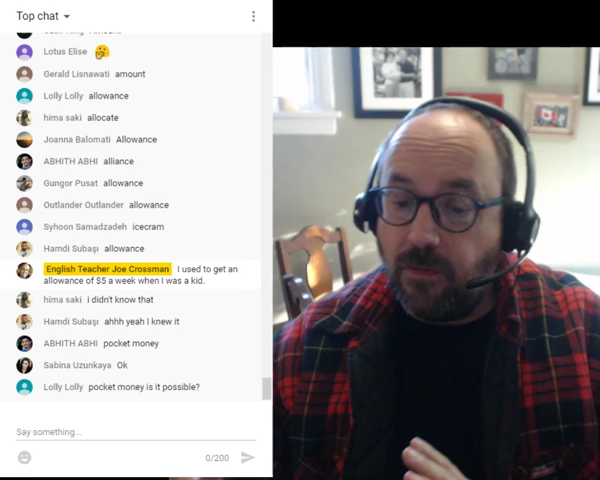 Top chat
Lotus Elise
Gerald Lisnawati amount
Lolly Lolly allowance
hima saki allocate
Joanna Balomati Allowance
ABHITH ABHI alliance
Gungor Pusat allowance
Outlander Outlander allowance
Syhoon Samadzadeh icecram
Hamdi Subaşı allowance
English Teacher Joe Crossman I used to get an
allowance of $5 a week when I was a kid.
hima saki i didn't know that
Hamdi Subaşı ahhh yeah I knew it
ABHITH ABHI pocket money
Sabina Uzunkaya Ok
Lolly Lolly pocket money is it possible?
Say something...
0/200